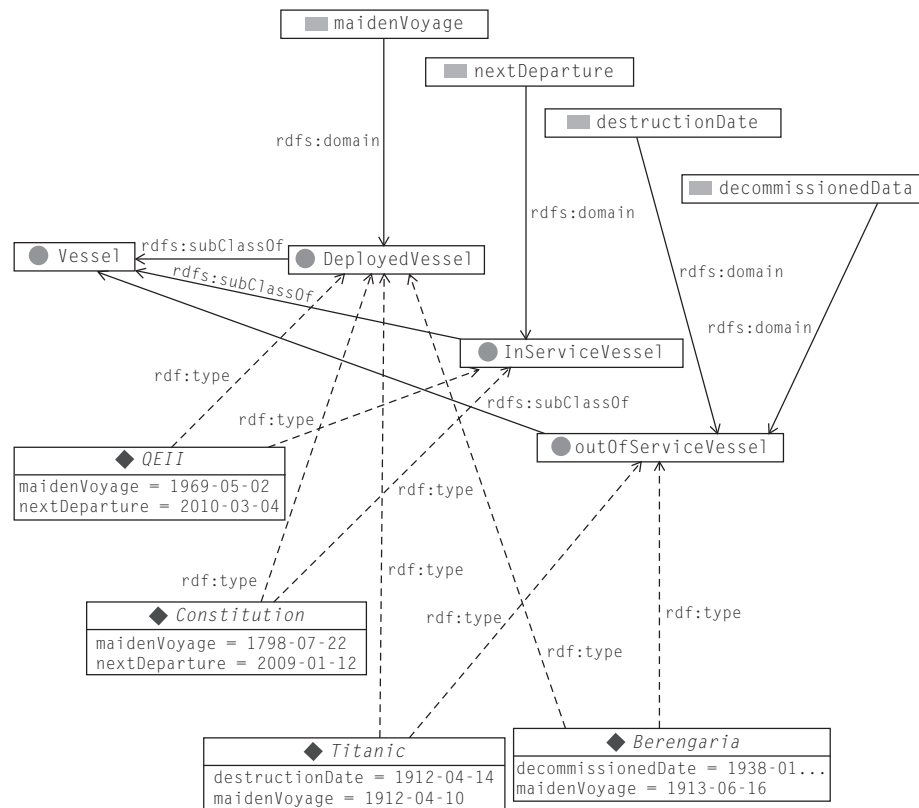 maidenVoyage
nextDeparture
destructionDate
rdfs:domain
decommissionedData
rdfs:domain
Vessel
rdfs:subClassOf
DeployedVessel
rdfs:subClassOf
rdfs:domain
rdfs:domain
InServiceVessel
rdf:type
rdf:type
rdfs:subClassOf
outOfServiceVessel
QEII
maidenVoyage = 1969-05-02
nextDeparture = 2010-03-04
rdf:type
rdf:type
rdf:type
rdf:type
Constitution
maidenVoyage = 1798-07-22
nextDeparture = 2009-01-12
rdf:type
rdf:type
rdf:type
Titanic
destructionDate = 1912-04-14
maidenVoyage = 1912-04-10
Berengaria
decommissionedDate = 1938-01...
maidenVoyage = 1913-06-16